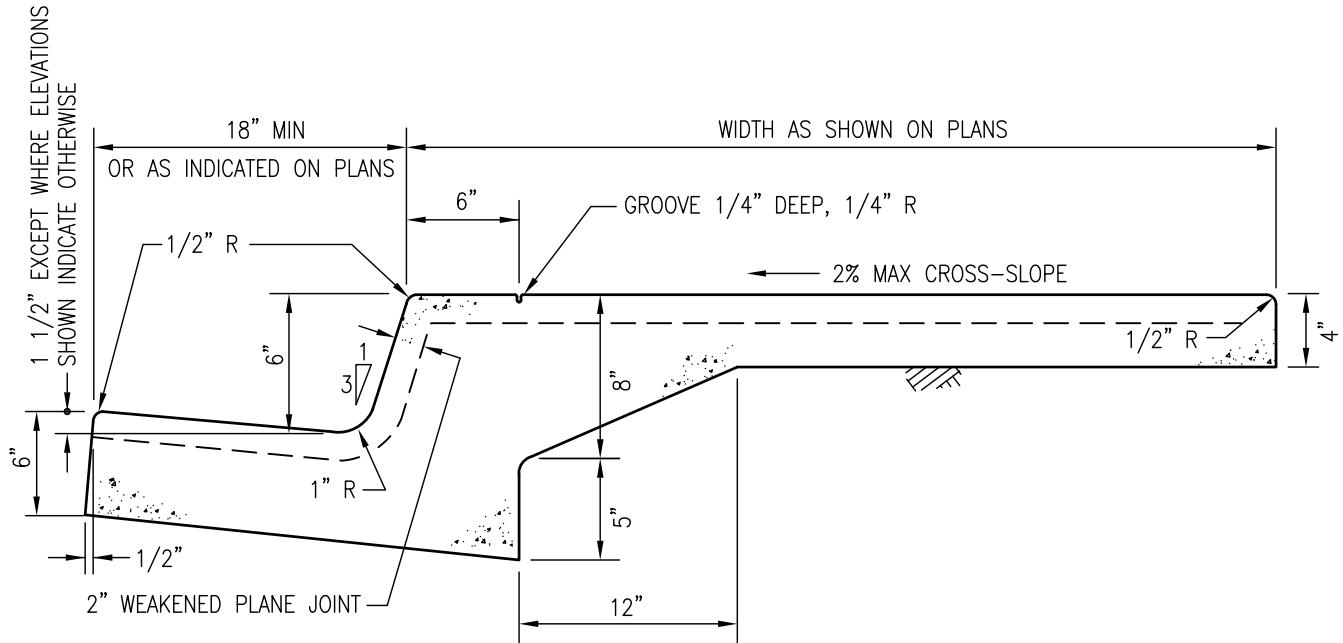 1 1/2" EXCEPT WHERE ELEVATIONS
SHOWN INDICATE OTHERWISE
18" MIN
OR AS INDICATED ON PLANS
WIDTH AS SHOWN ON PLANS
6"
GROOVE 1/4" DEEP, 1/4" R
1/2" R
2% MAX CROSS-SLOPE
6"
1
3
8"
1/2" R
4"
6"
1" R
5"
1/2"
2" WEAKENED PLANE JOINT
12"